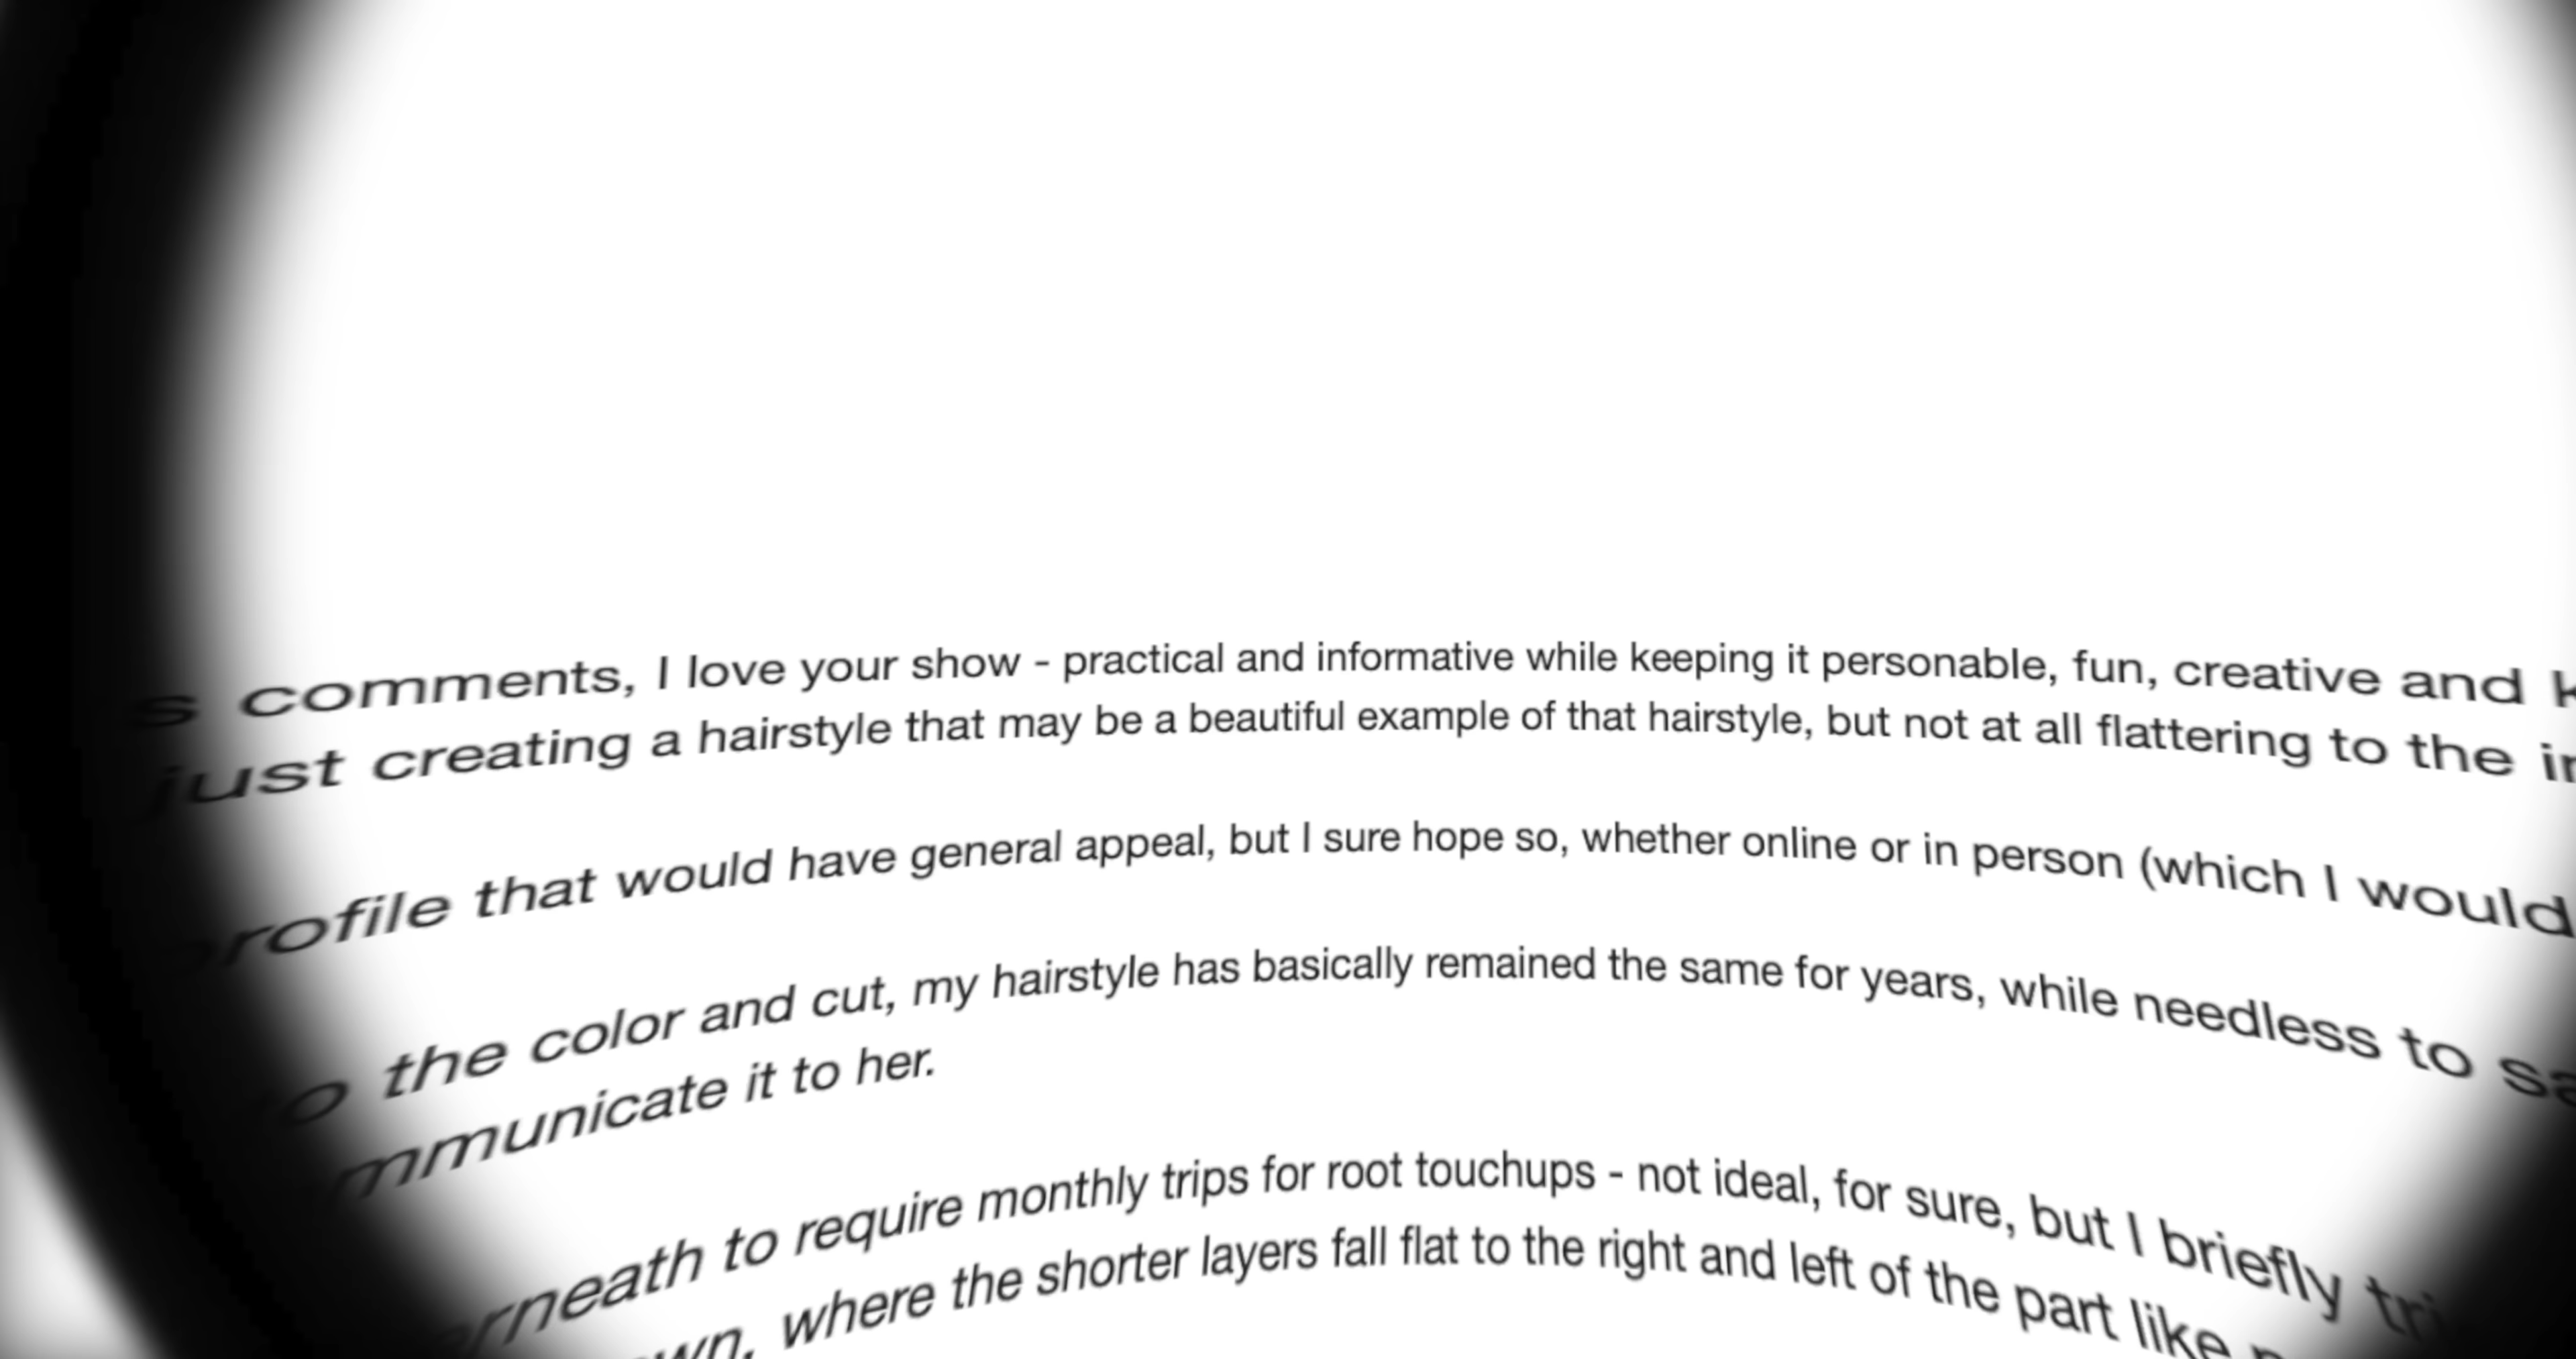 comments, I love your show - practical and informative while keeping it personable, fun, creative and
just creating a hairstyle that may be a beautiful example of that hairstyle, but not at all flattering to the
profile that would have general appeal, but I sure hope so, whether online or in person (which I would
the color and cut, my hairstyle has basically remained the same for years, while needless to
it to her.
to require monthly trips for root touchups - not ideal, for sure, but I briefly
where the shorter layers fall flat to the right and left of the part like